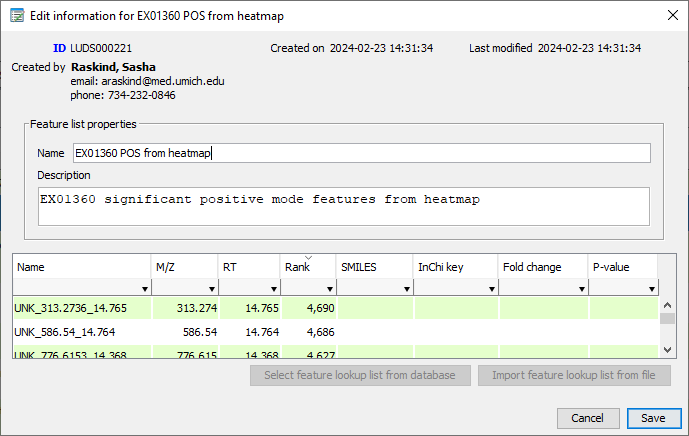 Edit information for EX01360 POS from heatmap
ID LUDS000221 Created on 2024-02-23 14:31:34 Last modified 2024-02-23 14:31:34
Created by Raskind, Sasha
email: araskind@med.umich.edu
phone: 734-232-0846
Feature list properties
Name EX01360 POS from heatmap
Description
EX01360 significant positive mode features from heatmap
Name M/Z RT Rank SMILES InChi key Fold change P-value
UNK_313.2736_14.765 313.274 14.765 4,690
UNK_586.54_14.764 586.54 14.764 4,686
UNK_776.6153_14.368 776.615 14.368 4,627
Select feature lookup list from database Import feature lookup list from file
Cancel Save